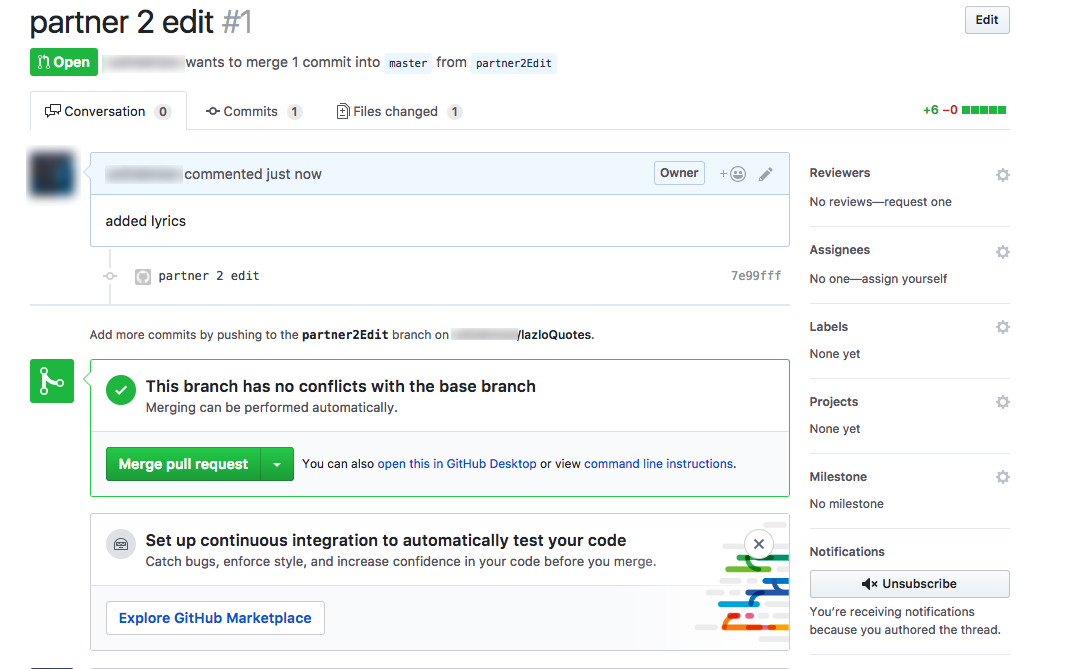 partner 2 edit #1
Edit
Open wants to merge 1 commit into master from partner2Edit
Conversation 0 Commits 1 Files changed 1
+6 −0
commented just now
Owner
added lyrics
partner 2 edit
7e99fff
Add more commits by pushing to the partner2Edit branch on /lazloQuotes.
This branch has no conflicts with the base branch
Merging can be performed automatically.
Merge pull request
You can also open this in GitHub Desktop or view command line instructions.
Set up continuous integration to automatically test your code
Catch bugs, enforce style, and increase confidence in your code before you merge.
Explore GitHub Marketplace
Reviewers
No reviews—request one
Assignees
No one—assign yourself
Labels
None yet
Projects
None yet
Milestone
No milestone
Notifications
Unsubscribe
You’re receiving notifications
because you authored the thread.